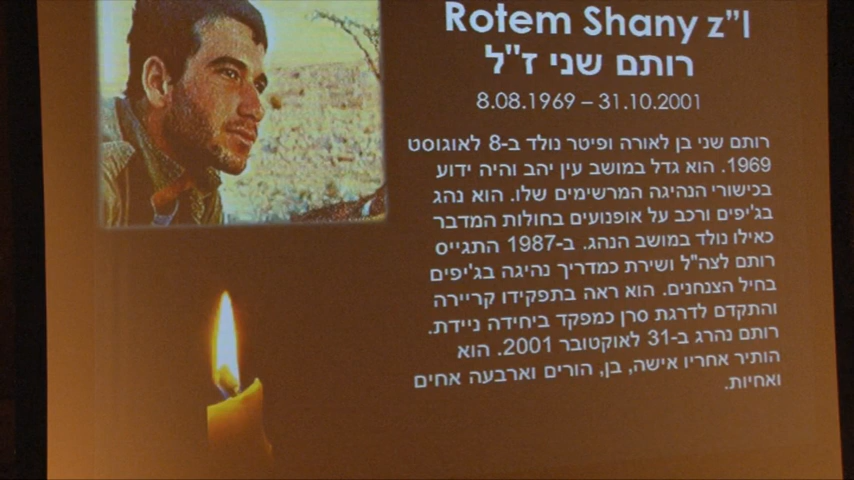 Rotem Shany z”l
רותם שני ז"ל
8.08.1969 – 31.10.2001
רותם שני בן לאורה ופיטר נולד ב-8 לאוגוסט
1969. הוא גדל במושב עין יהב והיה ידוע
בכישורי הנהיגה המרשימים שלו. הוא נהג
בג'יפים ורכב על אופנועים בחולות המדבר
כאילו נולד במושב הנהג. ב-1987 התגייס
רותם לצה"ל ושירת כמדריך נהיגה בג'יפים
בחיל הצנחנים. הוא ראה בתפקידו קריירה
והתקדם לדרגת סרן כמפקד ביחידה ניידת.
רותם נהרג ב-31 לאוקטובר 2001. הוא
הותיר אחריו אישה, בן, הורים וארבעה אחים
ואחיות.